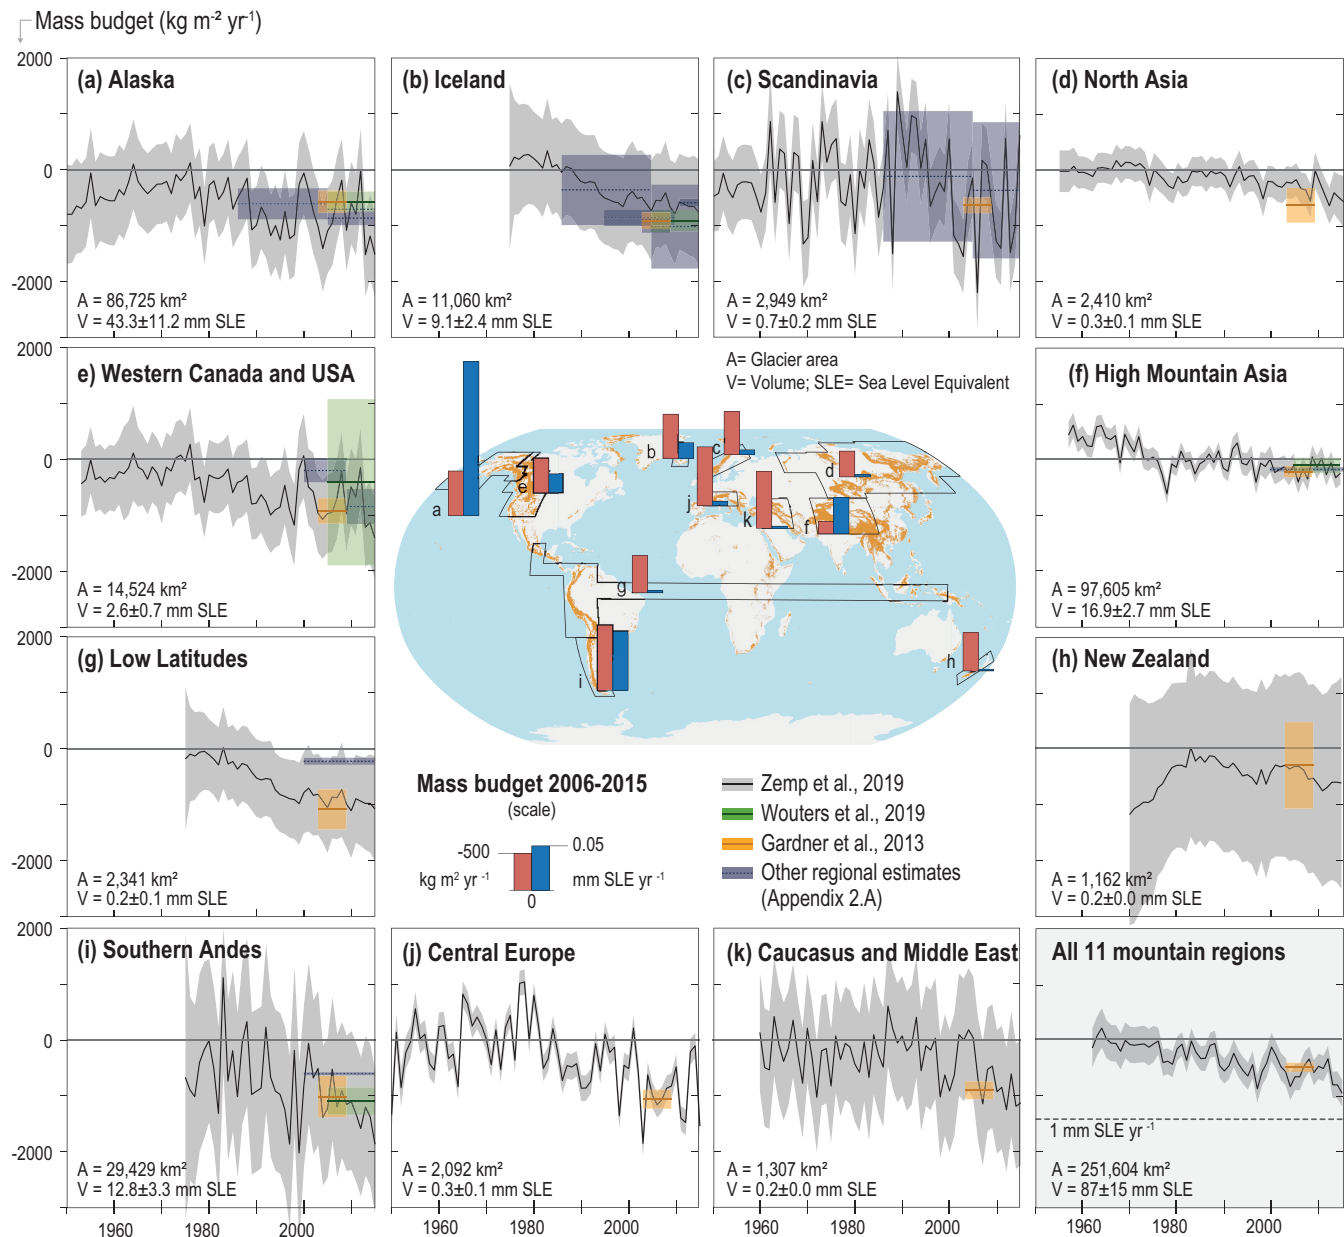 Mass budget (kg m-2 yr-1)
2000
0
-2000
(a) Alaska
A = 86,725 km²
V = 43.3±11.2 mm SLE
(b) Iceland
A = 11,060 km²
V = 9.1±2.4 mm SLE
(c) Scandinavia
A = 2,949 km²
V = 0.7±0.2 mm SLE
(d) North Asia
A = 2,410 km²
V = 0.3±0.1 mm SLE
2000
0
-2000
e) Western Canada and USA
A = 14,524 km²
V = 2.6±0.7 mm SLE
A= Glacier area
V= Volume; SLE= Sea Level Equivalent
a
b
c
d
e
f
g
h
i
j
k
(f) High Mountain Asia
A = 97,605 km²
V = 16.9±2.7 mm SLE
2000
0
-2000
(g) Low Latitudes
A = 2,341 km²
V = 0.2±0.1 mm SLE
Mass budget 2006-2015
(scale)
-500
0.05
kg m² yr -1
mm SLE yr -1
0
Zemp et al., 2019
Wouters et al., 2019
Gardner et al., 2013
Other regional estimates
(Appendix 2.A)
(h) New Zealand
A = 1,162 km²
V = 0.2±0.0 mm SLE
2000
0
-2000
(i) Southern Andes
A = 29,429 km²
V = 12.8±3.3 mm SLE
1960
1980
2000
(j) Central Europe
A = 2,092 km²
V = 0.3±0.1 mm SLE
1960
1980
2000
(k) Caucasus and Middle East
A = 1,307 km²
V = 0.2±0.0 mm SLE
1960
1980
2000
All 11 mountain regions
1 mm SLE yr -1
A = 251,604 km²
V = 87±15 mm SLE
1960
1980
2000